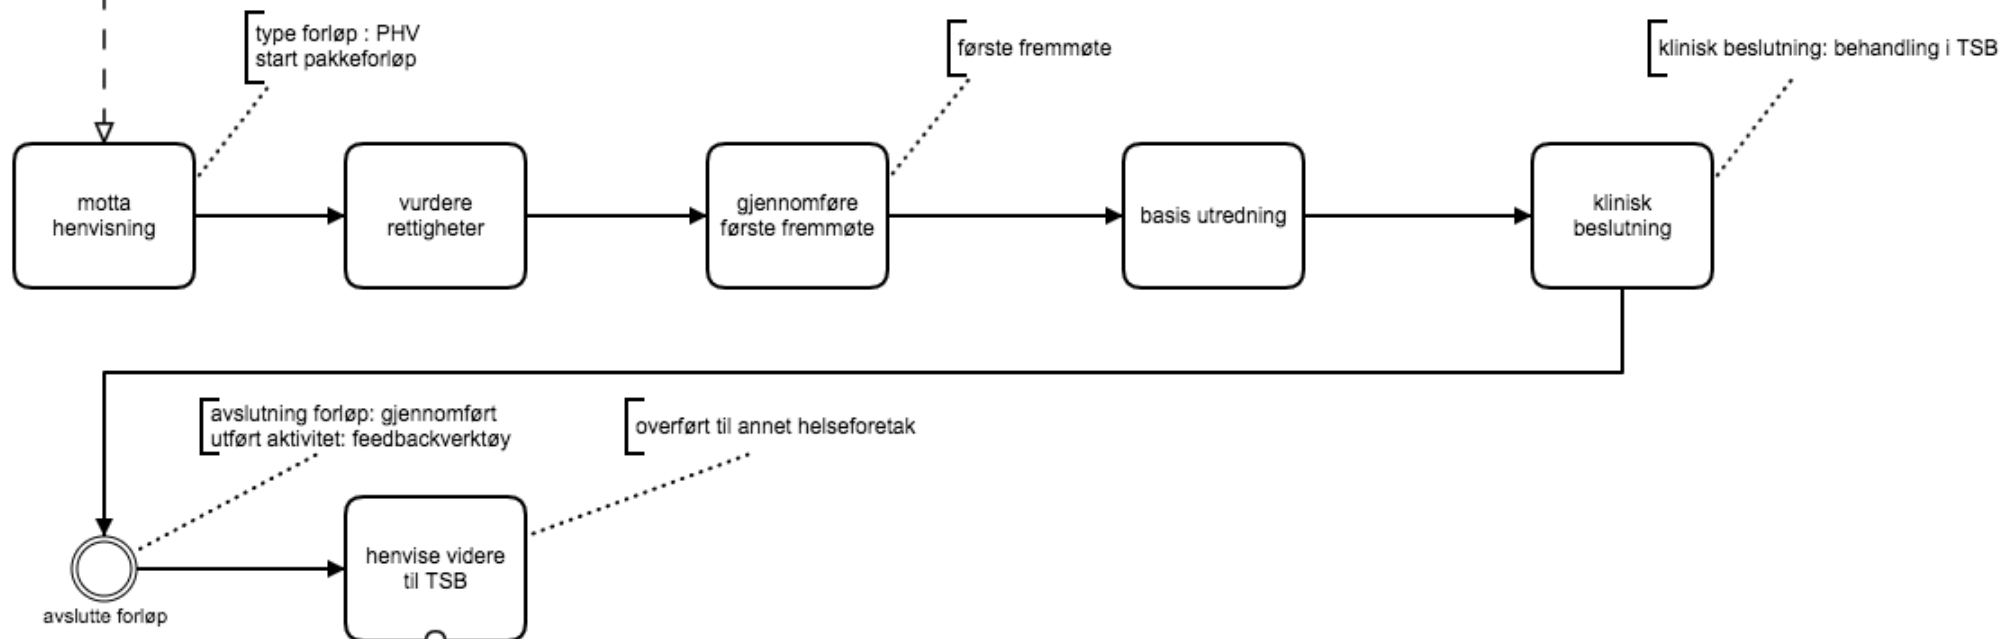 type forløp : PHV
start pakkeforløp
første fremmøte
klinisk beslutning: behandling i TSB
motta
henvisning
vurdere
rettigheter
gjennomføre
første fremmøte
basis utredning
klinisk
beslutning
avslutning forløp: gjennomført
utført aktivitet: feedbackverktøy
overført til annet helseforetak
henvise videre
til TSB
avslutte forløp